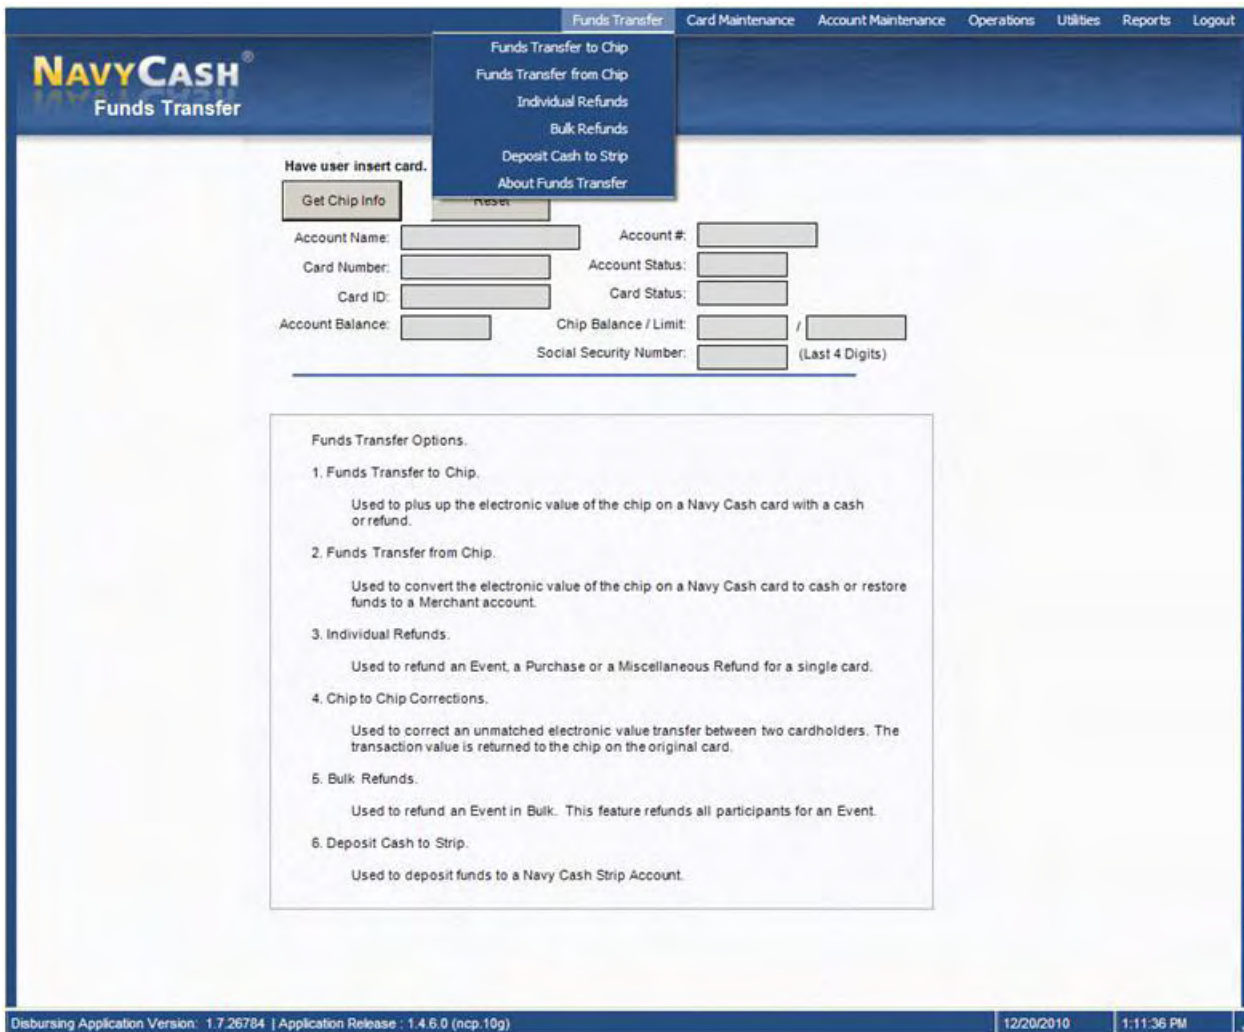 Funds Transfer Card Maintenance Account Maintenance Operations Utilities Reports Logout
Funds Transfer to Chip
Funds Transfer from Chip
Individual Refunds
Bulk Refunds
Deposit Cash to Strip
About Funds Transfer
NAVYCASH®
Funds Transfer
Have user insert card.
Get Chip Info Reset
Account Name: Account #:
Card Number: Account Status:
Card ID: Card Status:
Account Balance: Chip Balance / Limit: /
Social Security Number: (Last 4 Digits)
Funds Transfer Options.
1. Funds Transfer to Chip.
Used to plus up the electronic value of the chip on a Navy Cash card with a cash
or refund.
2. Funds Transfer from Chip.
Used to convert the electronic value of the chip on a Navy Cash card to cash or restore
funds to a Merchant account.
3. Individual Refunds.
Used to refund an Event, a Purchase or a Miscellaneous Refund for a single card.
4. Chip to Chip Corrections.
Used to correct an unmatched electronic value transfer between two cardholders. The
transaction value is returned to the chip on the original card.
5. Bulk Refunds.
Used to refund an Event in Bulk. This feature refunds all participants for an Event.
6. Deposit Cash to Strip.
Used to deposit funds to a Navy Cash Strip Account.
Disbursing Application Version: 1.7.26784 | Application Release : 1.4.6.0 (ncp.10g) 12/20/2010 1:11:36 PM